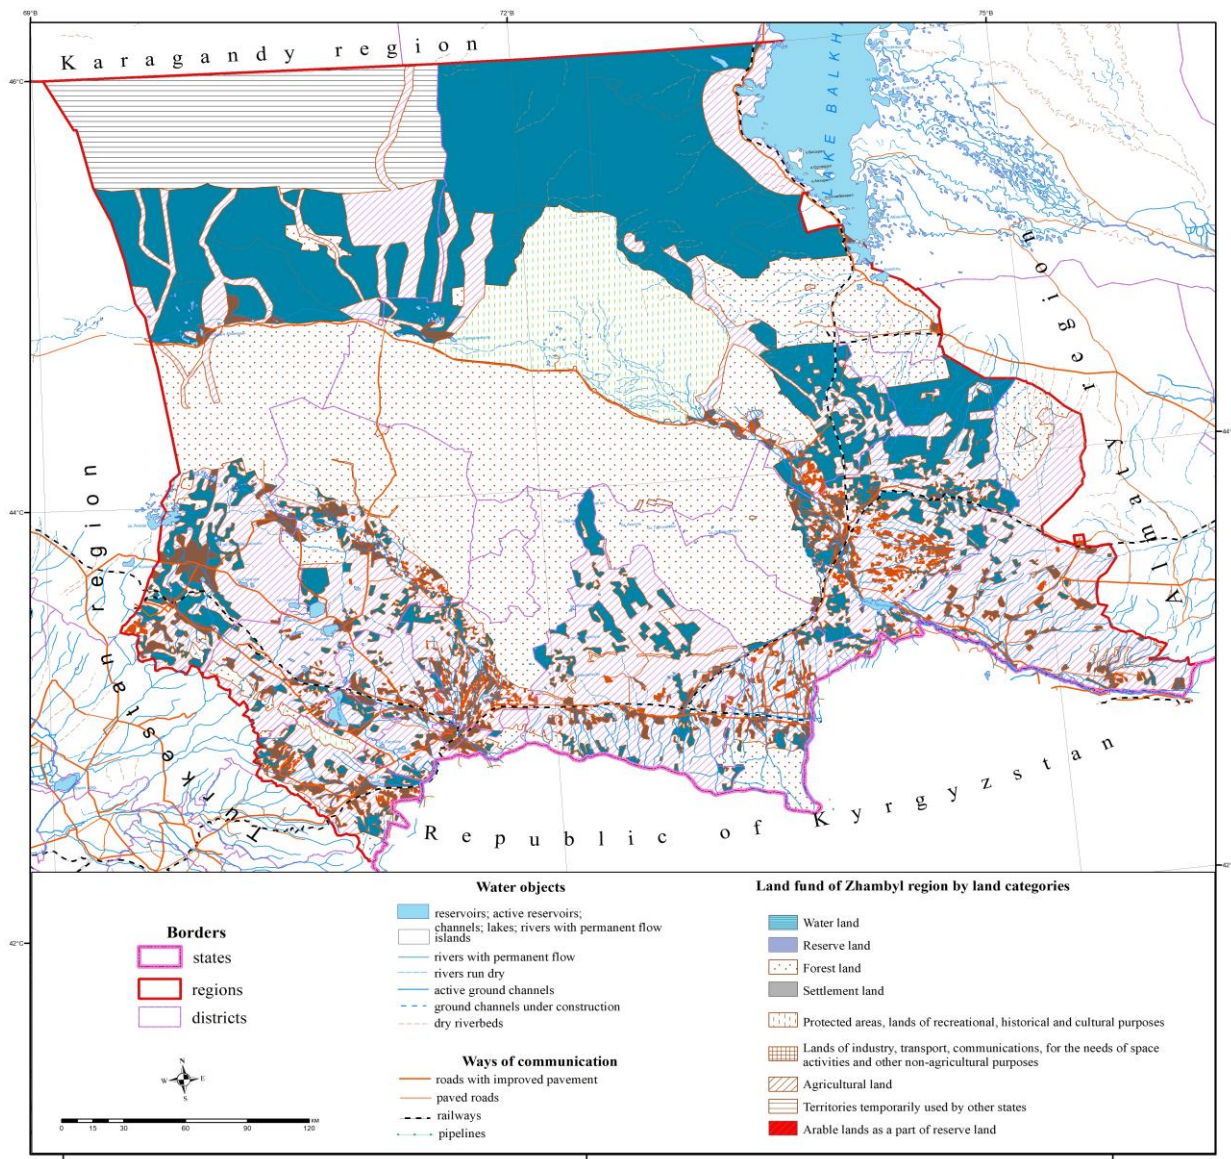 69°B
72°B
75°B
Karagandy region
46°C
LAKE BALKH
Almaty region
44°
44°C
Turkestan region
Republic of Kyrgyzstan
42°
42°C
Borders
states
regions
districts
N
W
E
S
0 15 30 60 90 120
Water objects
reservoirs; active reservoirs;
channels; lakes; rivers with permanent flow
islands
rivers with permanent flow
rivers run dry
active ground channels
ground channels under construction
dry riverbeds
Ways of communication
roads with improved pavement
paved roads
railways
pipelines
Land fund of Zhambyl region by land categories
Water land
Reserve land
Forest land
Settlement land
Protected areas, lands of recreational, historical and cultural purposes
Lands of industry, transport, communications, for the needs of space
activities and other non-agricultural purposes
Agricultural land
Territories temporarily used by other states
Arable lands as a part of reserve land